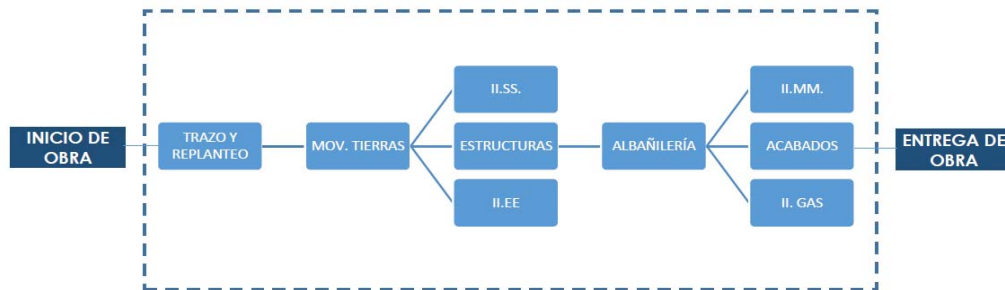 INICIO DE
OBRA
TRAZO Y
REPLANTEO
MOV. TIERRAS
II.SS.
ESTRUCTURAS
II.EE
ALBAÑILERÍA
II.MM.
ACABADOS
II. GAS
ENTREGA DE
OBRA